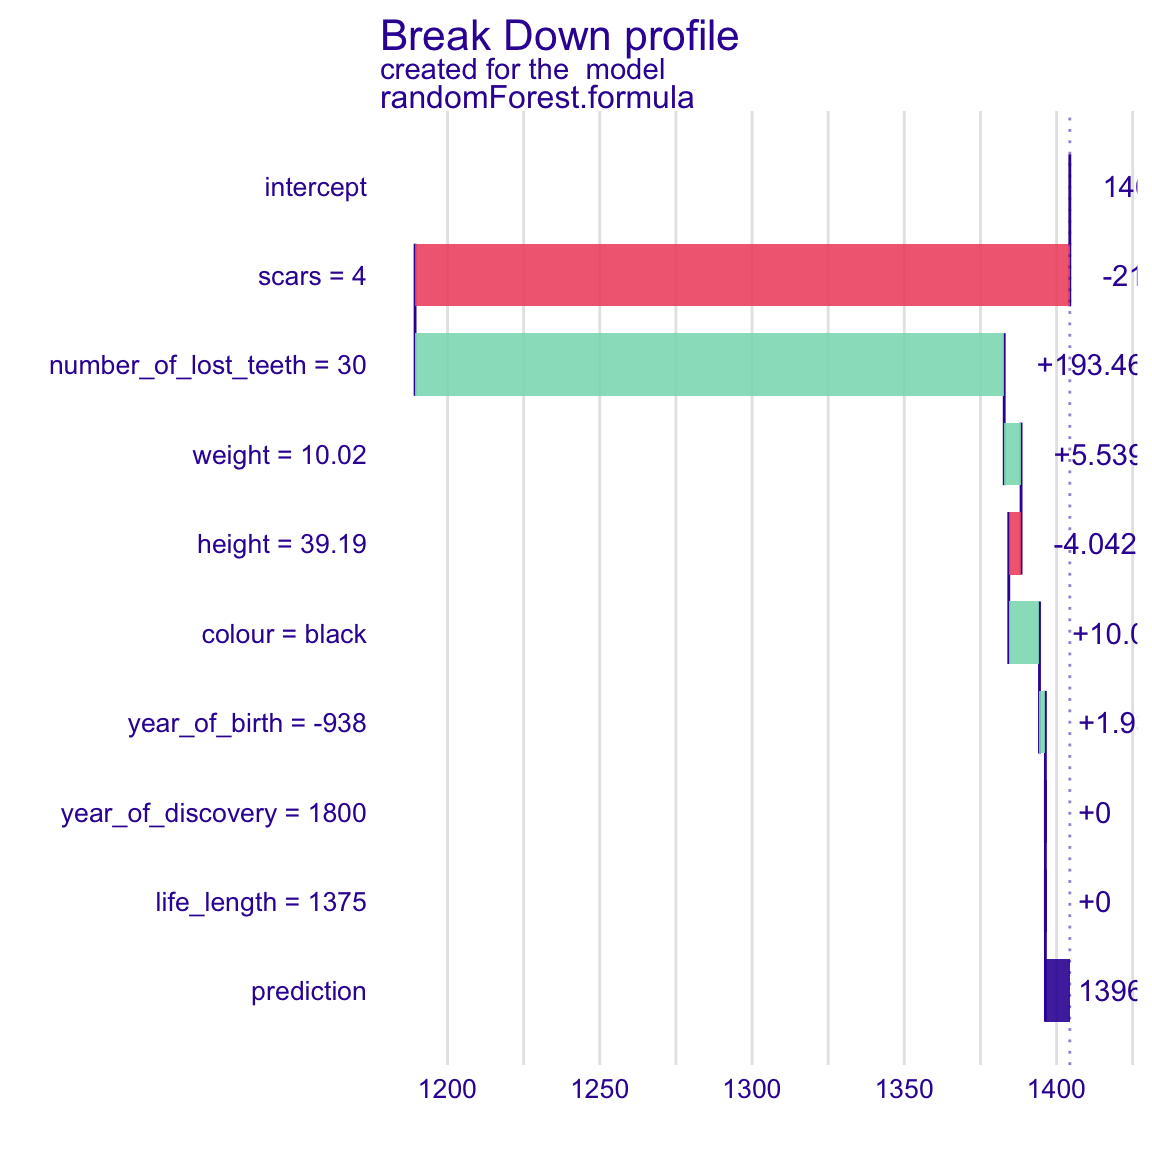 Break Down profile
created for the  model
randomForest.formula
intercept 140
scars = 4 -21
number_of_lost_teeth = 30 +193.46
weight = 10.02 +5.539
height = 39.19 -4.042
colour = black +10.0
year_of_birth = -938 +1.9
year_of_discovery = 1800 +0
life_length = 1375 +0
prediction 1396
1200 1250 1300 1350 1400